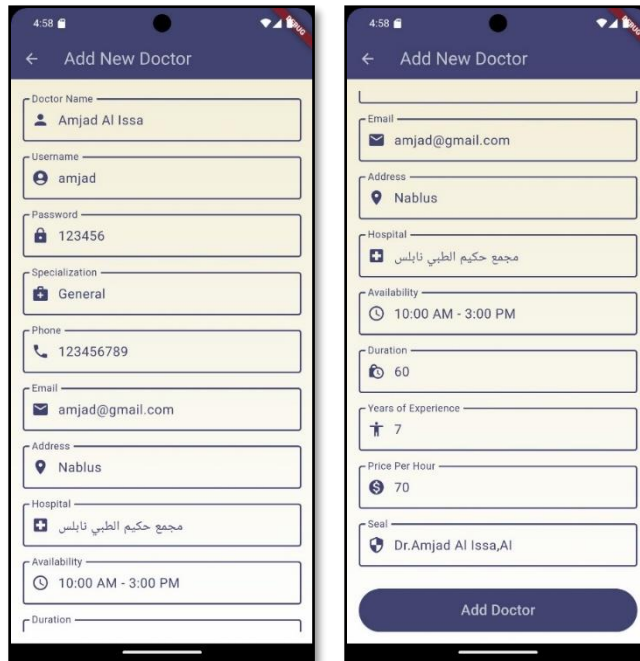 4:58
DEBUG
Add New Doctor
Doctor Name
Amjad Al Issa
Username
amjad
Password
123456
Specialization
General
Phone
123456789
Email
amjad@gmail.com
Address
Nablus
Hospital
مجمع حكيم الطبي نابلس
Availability
10:00 AM - 3:00 PM
Duration
4:58
DEBUG
Add New Doctor
Email
amjad@gmail.com
Address
Nablus
Hospital
مجمع حكيم الطبي نابلس
Availability
10:00 AM - 3:00 PM
Duration
60
Years of Experience
7
Price Per Hour
70
Seal
Dr.Amjad Al Issa,Al
Add Doctor